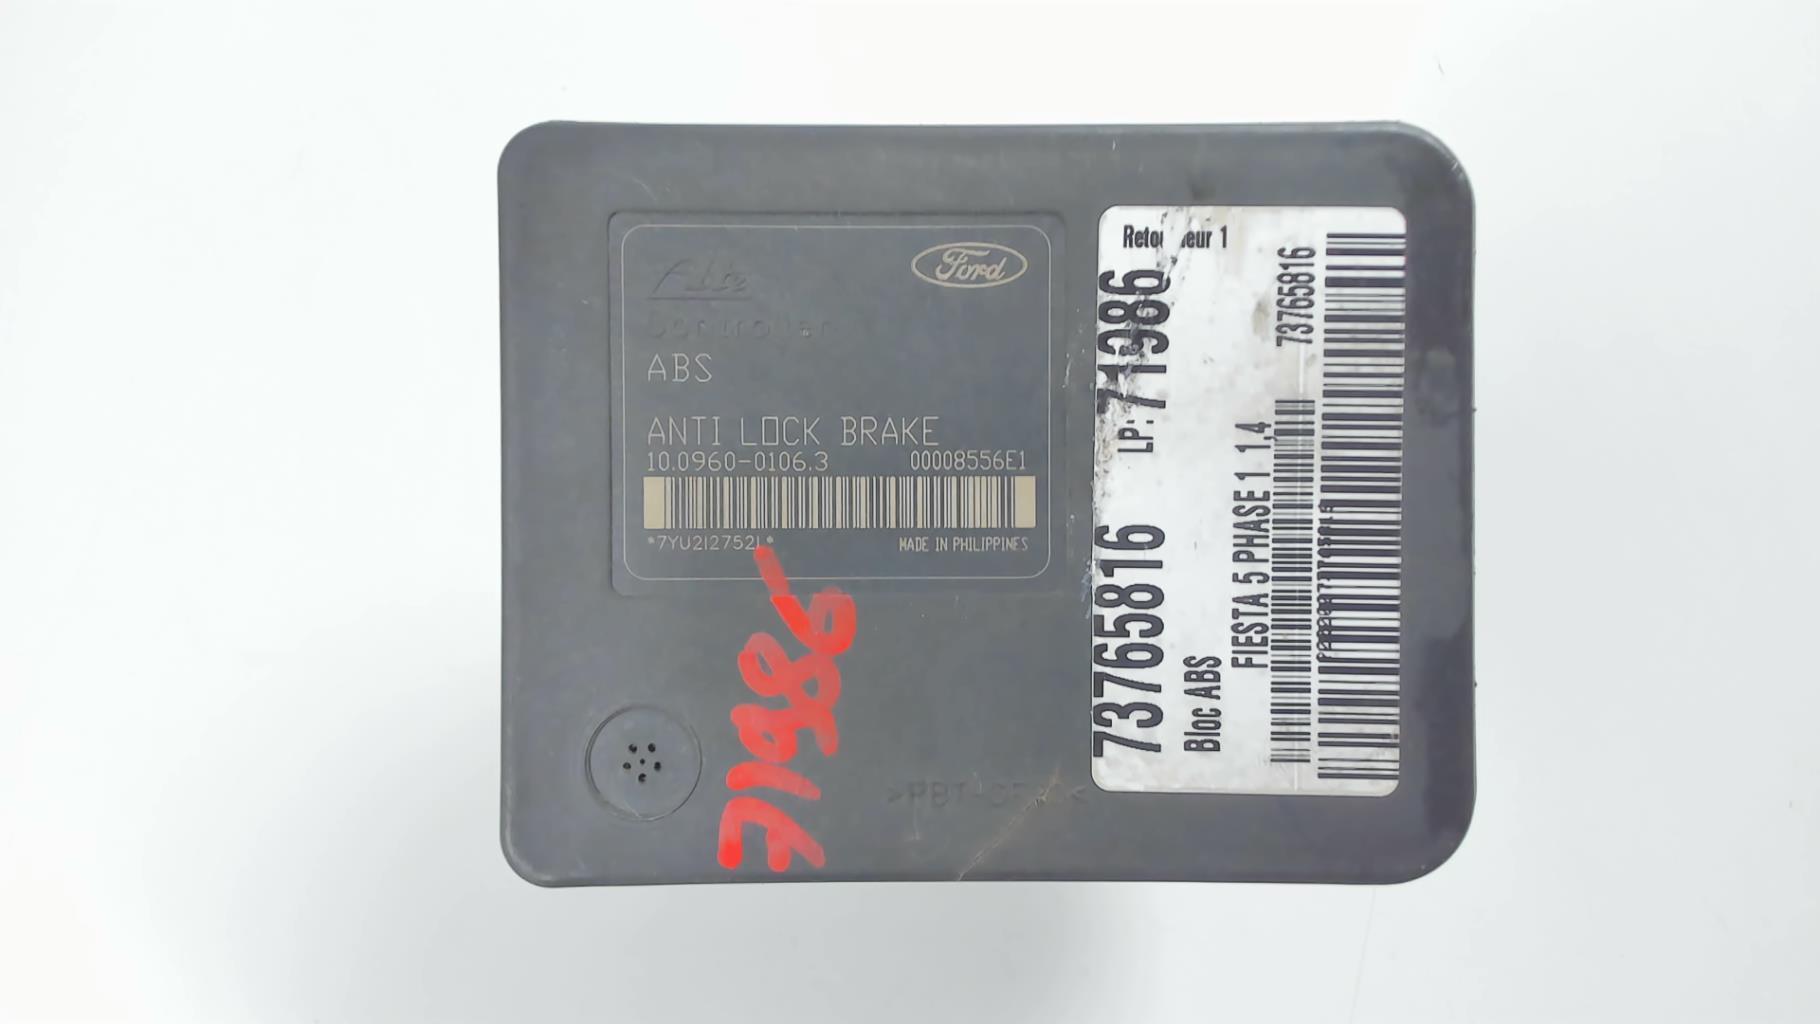 Ford
ABS
ANTI LOCK BRAKE
10.0960-0106.3 00008556E1
*7YU2127521*
MADE IN PHILIPPINES
71986
Bloc ABS
FIESTA 5 PHASE 1 1,4
73765816 LP:
73765816